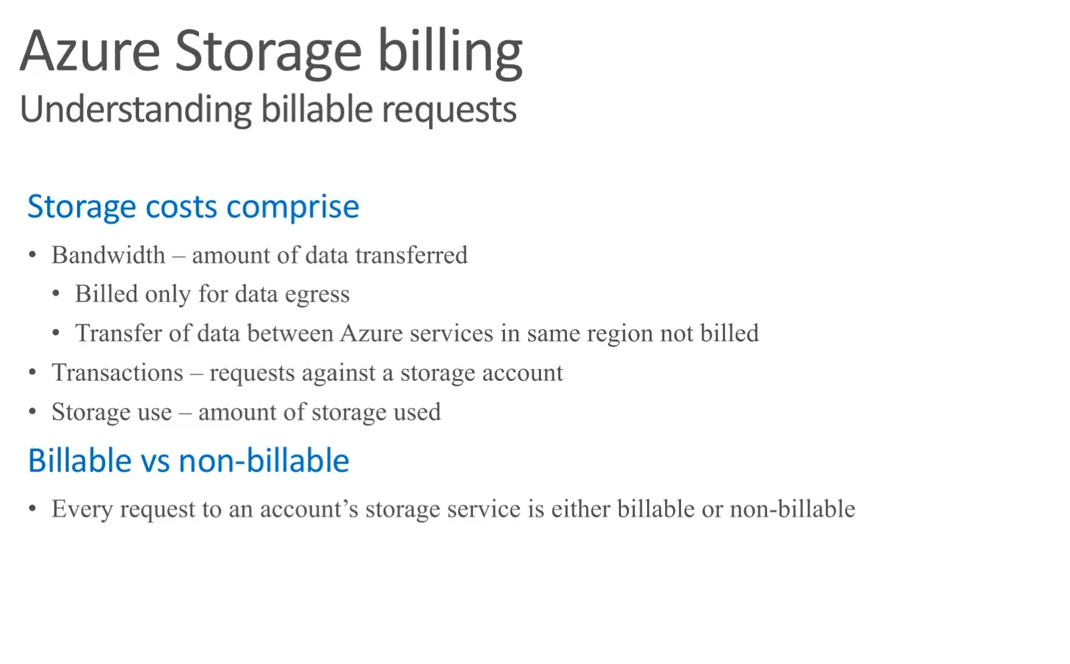 Azure Storage billing
Understanding billable requests
Storage costs comprise
• Bandwidth – amount of data transferred
• Billed only for data egress
• Transfer of data between Azure services in same region not billed
• Transactions – requests against a storage account
• Storage use – amount of storage used
Billable vs non-billable
• Every request to an account’s storage service is either billable or non-billable